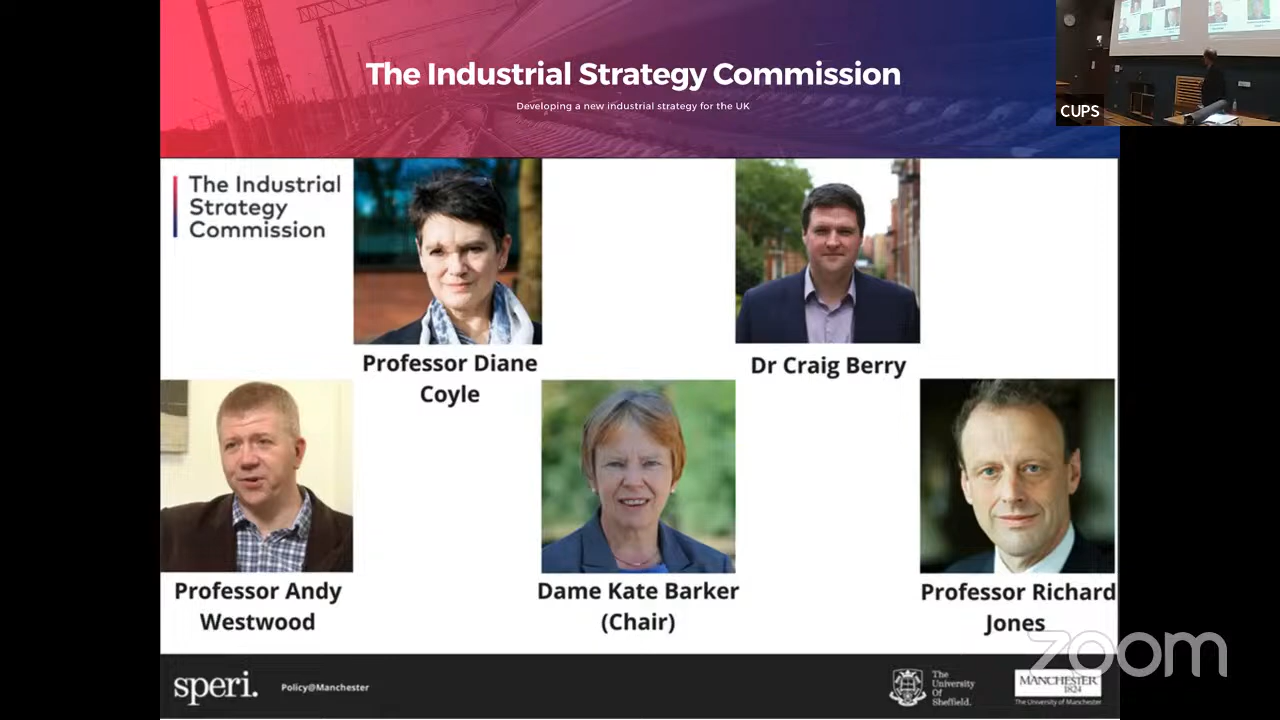 The Industrial Strategy Commission
Developing a new industrial strategy for the UK
CUPS
The Industrial
Strategy
Commission
Professor Diane
Coyle
Dr Craig Berry
Professor Andy
Westwood
Dame Kate Barker
(Chair)
Professor Richard
Jones
zoom
speri.
Policy@Manchester
The
University
Of
Sheffield.
MANCHESTER
1824
The University of Manchester